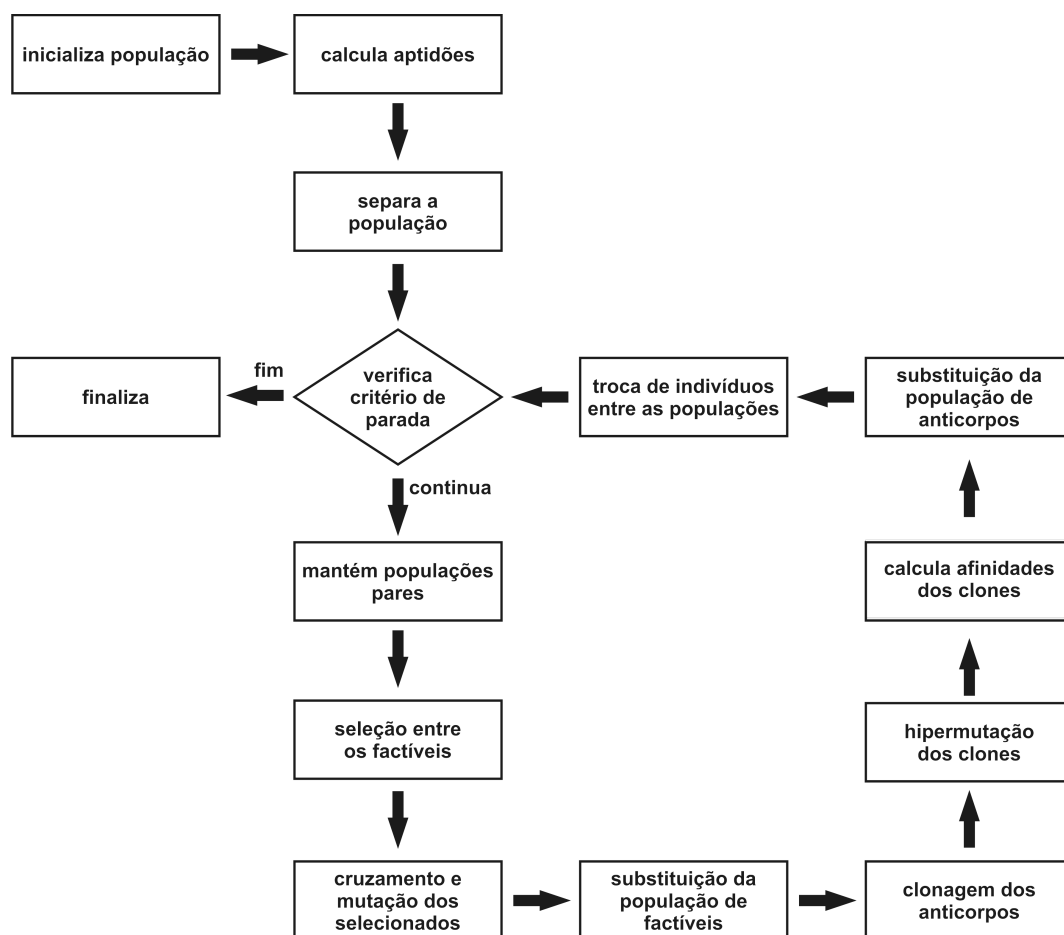 inicializa população
calcula aptidões
separa a
população
fim
finaliza
verifica
critério de
parada
troca de indivíduos
entre as populações
substituição da
população de
anticorpos
continua
mantém populações
pares
calcula afinidades
dos clones
seleção entre
os factíveis
hipermutação
dos clones
cruzamento e
mutação dos
selecionados
substituição da
população de
factíveis
clonagem dos
anticorpos